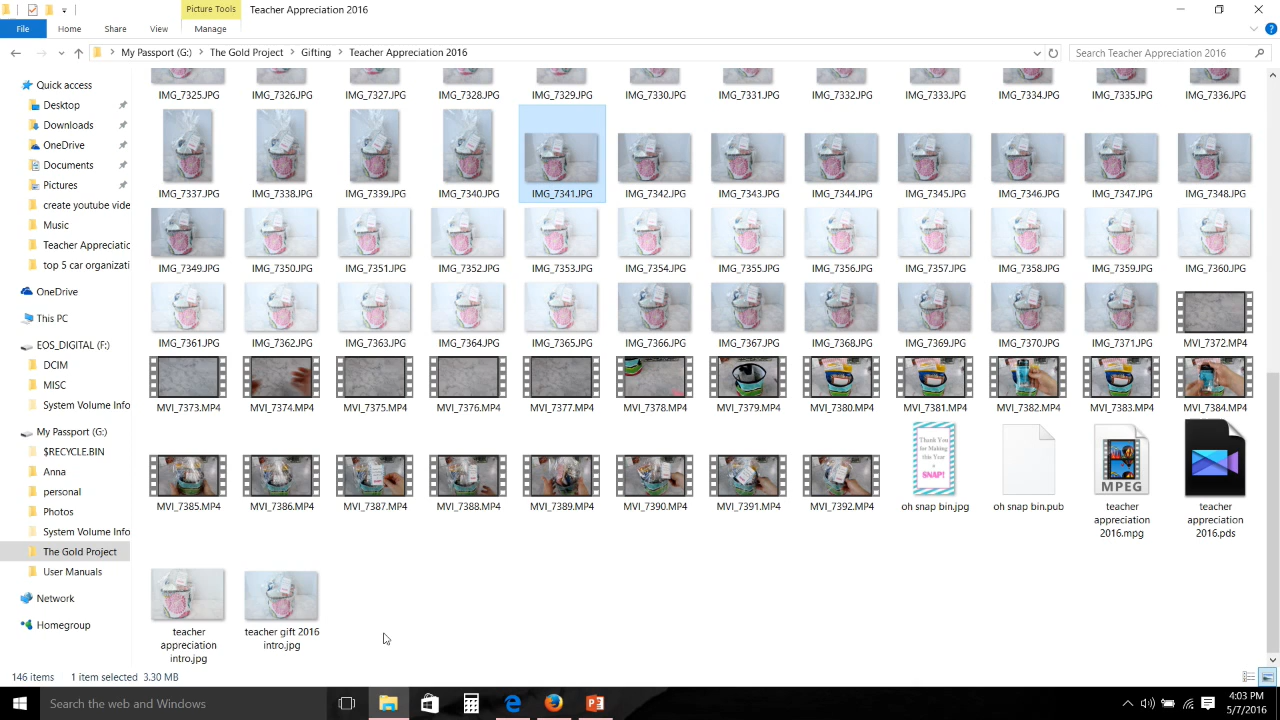 Picture Tools
Teacher Appreciation 2016
File
Home
Share
View
Manage
My Passport (G:)
The Gold Project
Gifting
Teacher Appreciation 2016
Search Teacher Appreciation 2016
Quick access
Desktop
Downloads
OneDrive
Documents
Pictures
create youtube vide
Music
Teacher Appreciatic
top 5 car organizati
OneDrive
This PC
EOS_DIGITAL (F:)
DCIM
MISC
System Volume Info
My Passport (G:)
$RECYCLE.BIN
Anna
personal
Photos
System Volume Info
The Gold Project
User Manuals
Network
Homegroup
IMG_7325.JPG
IMG_7326.JPG
IMG_7327.JPG
IMG_7328.JPG
IMG_7329.JPG
IMG_7330.JPG
IMG_7331.JPG
IMG_7332.JPG
IMG_7333.JPG
IMG_7334.JPG
IMG_7335.JPG
IMG_7336.JPG
IMG_7337.JPG
IMG_7338.JPG
IMG_7339.JPG
IMG_7340.JPG
IMG_7341.JPG
IMG_7342.JPG
IMG_7343.JPG
IMG_7344.JPG
IMG_7345.JPG
IMG_7346.JPG
IMG_7347.JPG
IMG_7348.JPG
IMG_7349.JPG
IMG_7350.JPG
IMG_7351.JPG
IMG_7352.JPG
IMG_7353.JPG
IMG_7354.JPG
IMG_7355.JPG
IMG_7356.JPG
IMG_7357.JPG
IMG_7358.JPG
IMG_7359.JPG
IMG_7360.JPG
IMG_7361.JPG
IMG_7362.JPG
IMG_7363.JPG
IMG_7364.JPG
IMG_7365.JPG
IMG_7366.JPG
IMG_7367.JPG
IMG_7368.JPG
IMG_7369.JPG
IMG_7370.JPG
IMG_7371.JPG
MVI_7372.MP4
MVI_7373.MP4
MVI_7374.MP4
MVI_7375.MP4
MVI_7376.MP4
MVI_7377.MP4
MVI_7378.MP4
MVI_7379.MP4
MVI_7380.MP4
MVI_7381.MP4
MVI_7382.MP4
MVI_7383.MP4
MVI_7384.MP4
Thank You
for Making
this Year
a
SNAP!
MPEG
MVI_7385.MP4
MVI_7386.MP4
MVI_7387.MP4
MVI_7388.MP4
MVI_7389.MP4
MVI_7390.MP4
MVI_7391.MP4
MVI_7392.MP4
oh snap bin.jpg
oh snap bin.pub
teacher
appreciation
2016.mpg
teacher
appreciation
2016.pds
teacher
appreciation
intro.jpg
teacher gift 2016
intro.jpg
146 items
1 item selected 3.30 MB
Search the web and Windows
4:03 PM
5/7/2016